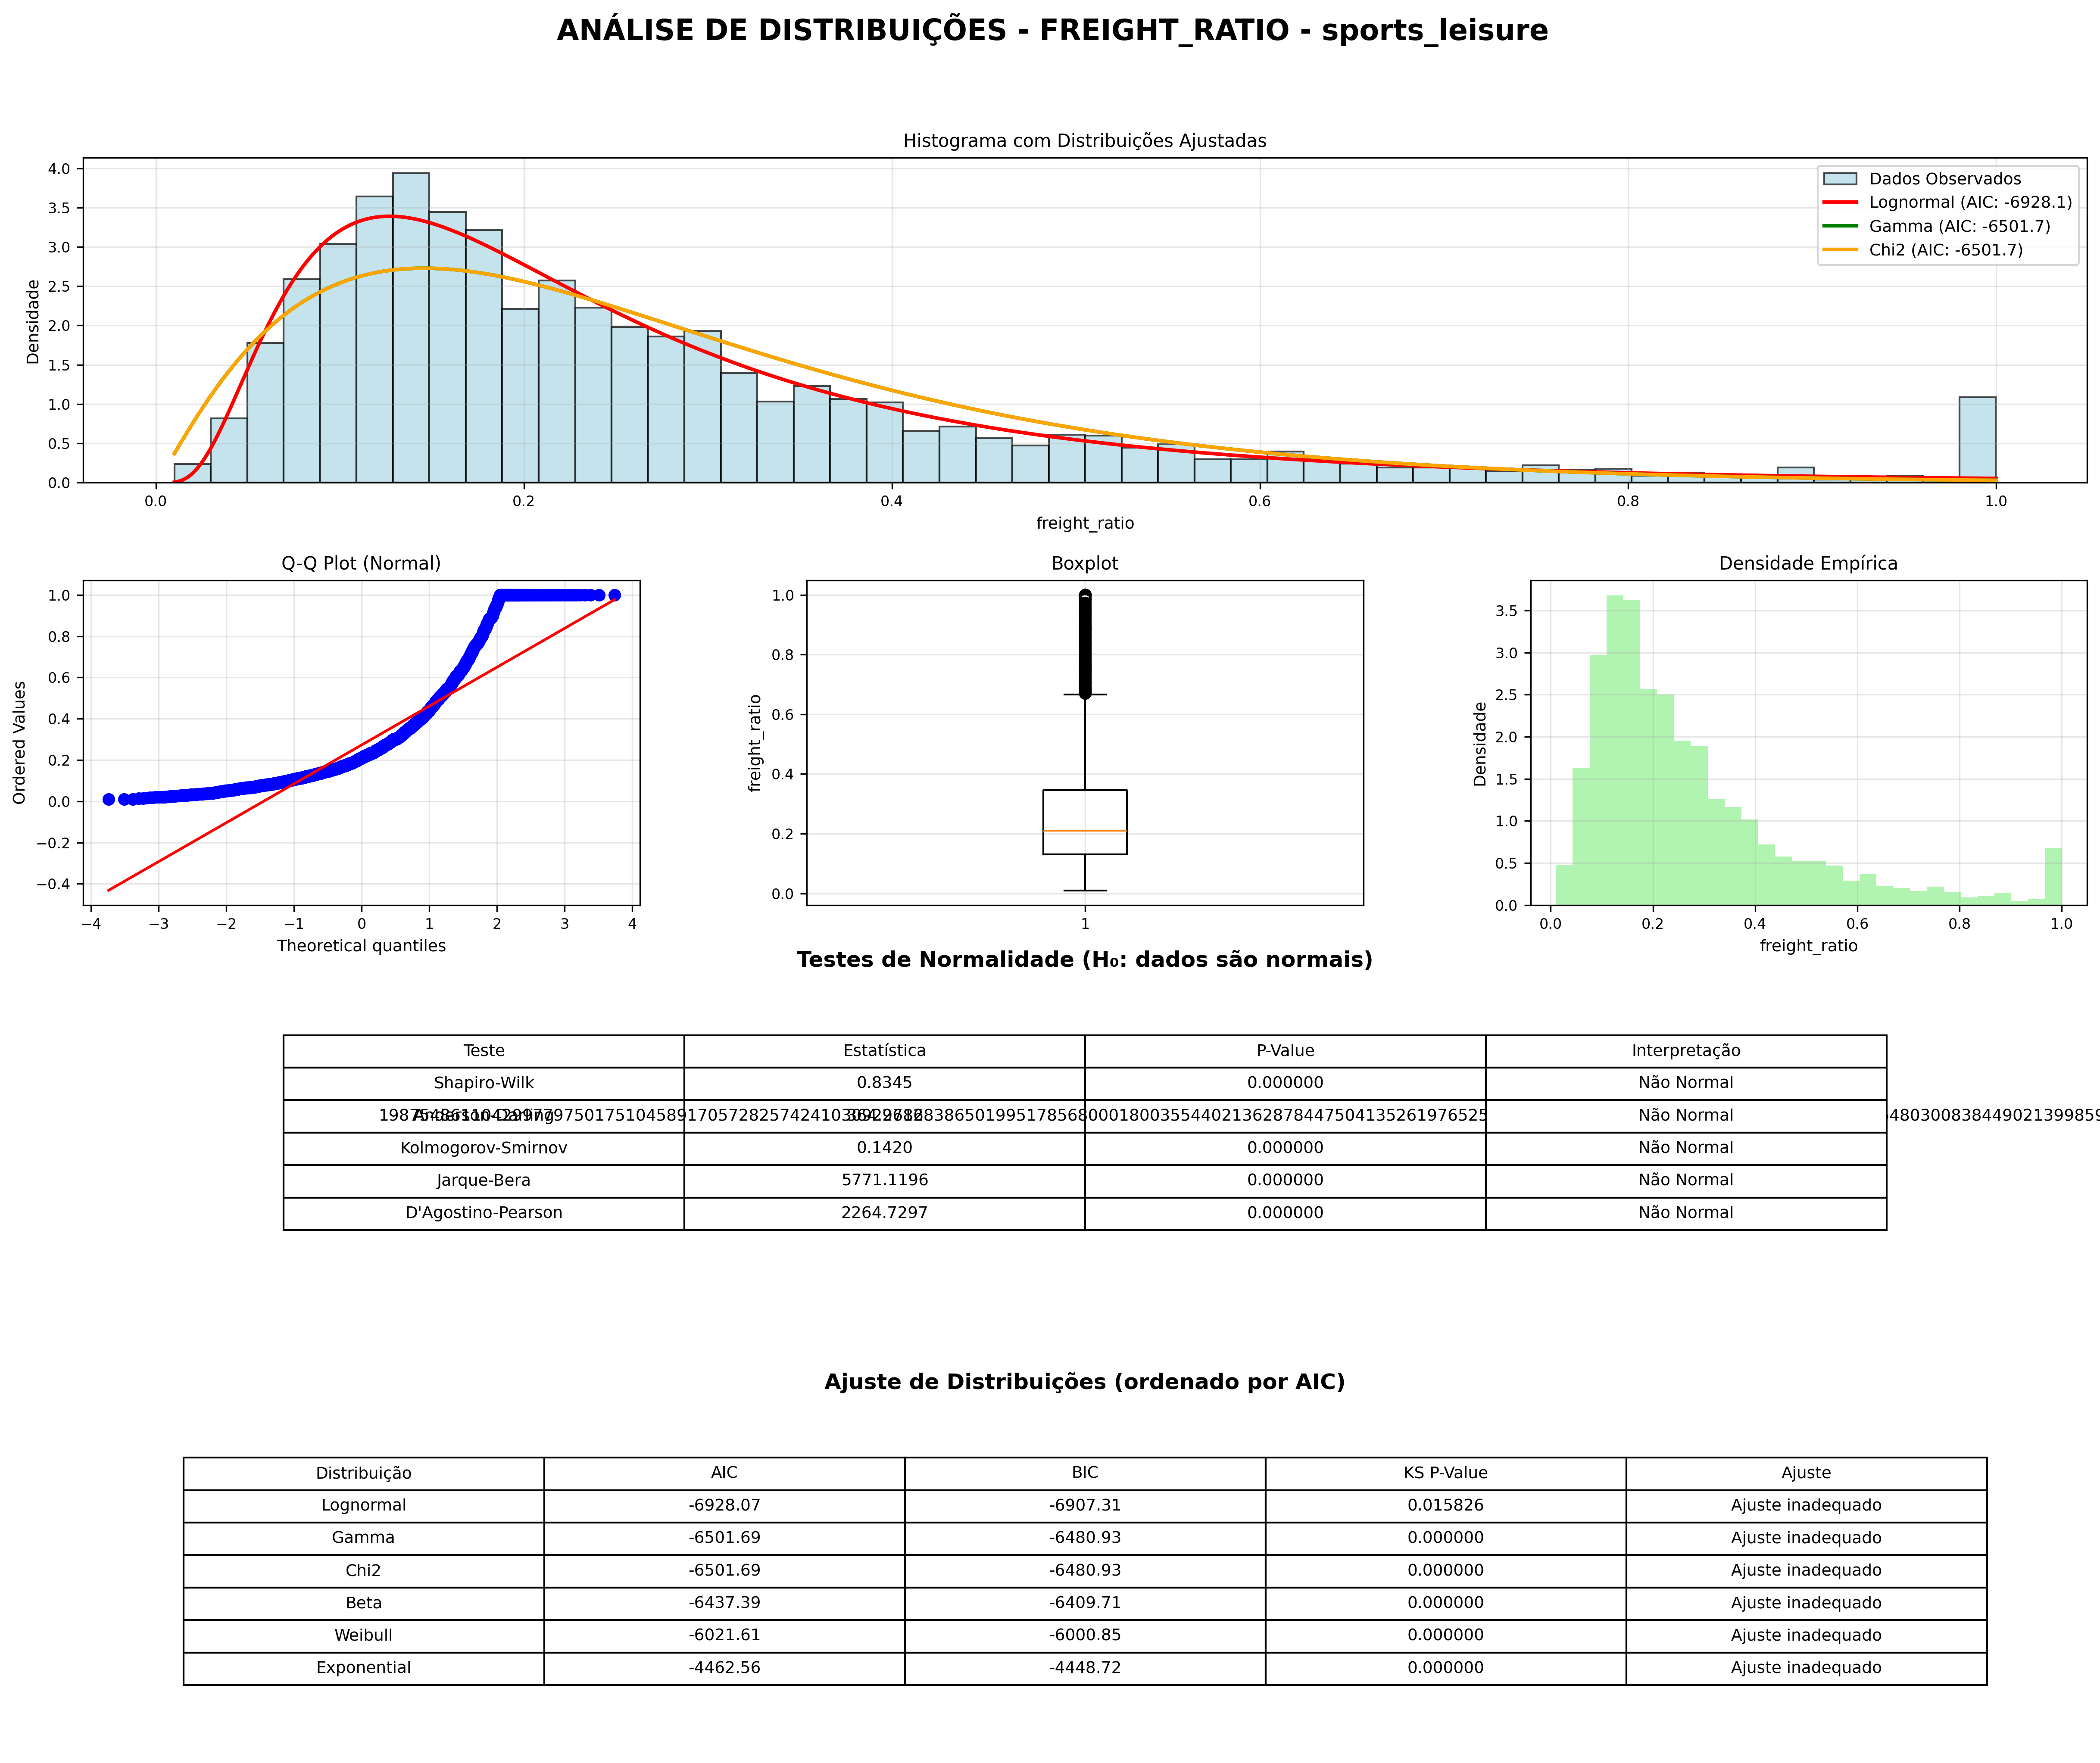 ANÁLISE DE DISTRIBUIÇÕES - FREIGHT_RATIO - sports_leisure
Histograma com Distribuições Ajustadas
Densidade
4.0
3.5
3.0
2.5
2.0
1.5
1.0
0.5
0.0
0.0 0.2 0.4 0.6 0.8 1.0
freight_ratio
Dados Observados
Lognormal (AIC: -6928.1)
Gamma (AIC: -6501.7)
Chi2 (AIC: -6501.7)
Q-Q Plot (Normal)
Ordered Values
1.0
0.8
0.6
0.4
0.2
0.0
−0.2
−0.4
−4 −3 −2 −1 0 1 2 3 4
Theoretical quantiles
Boxplot
freight_ratio
1.0
0.8
0.6
0.4
0.2
0.0
1
Densidade Empírica
Densidade
3.5
3.0
2.5
2.0
1.5
1.0
0.5
0.0
0.0 0.2 0.4 0.6 0.8 1.0
freight_ratio
Testes de Normalidade (H₀: dados são normais)
Teste Estatística P-Value Interpretação
Shapiro-Wilk 0.8345 0.000000 Não Normal
Anderson-Darling Não Normal
Kolmogorov-Smirnov 0.1420 0.000000 Não Normal
Jarque-Bera 5771.1196 0.000000 Não Normal
D'Agostino-Pearson 2264.7297 0.000000 Não Normal
Ajuste de Distribuições (ordenado por AIC)
Distribuição AIC BIC KS P-Value Ajuste
Lognormal -6928.07 -6907.31 0.015826 Ajuste inadequado
Gamma -6501.69 -6480.93 0.000000 Ajuste inadequado
Chi2 -6501.69 -6480.93 0.000000 Ajuste inadequado
Beta -6437.39 -6409.71 0.000000 Ajuste inadequado
Weibull -6021.61 -6000.85 0.000000 Ajuste inadequado
Exponential -4462.56 -4448.72 0.000000 Ajuste inadequado